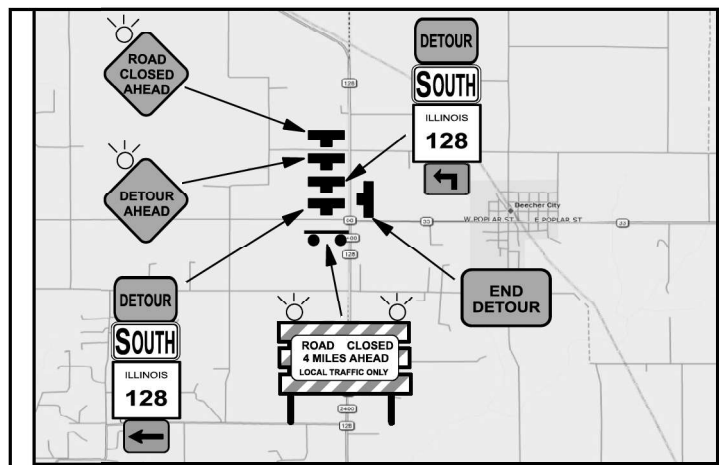 ROAD
CLOSED
AHEAD
DETOUR
SOUTH
ILLINOIS
128
128
DETOUR
AHEAD
Beecher City
W POPLAR ST
E POPLAR ST
33
33
33
128
END
DETOUR
DETOUR
SOUTH
ILLINOIS
128
ROAD CLOSED
4 MILES AHEAD
LOCAL TRAFFIC ONLY
2400
128